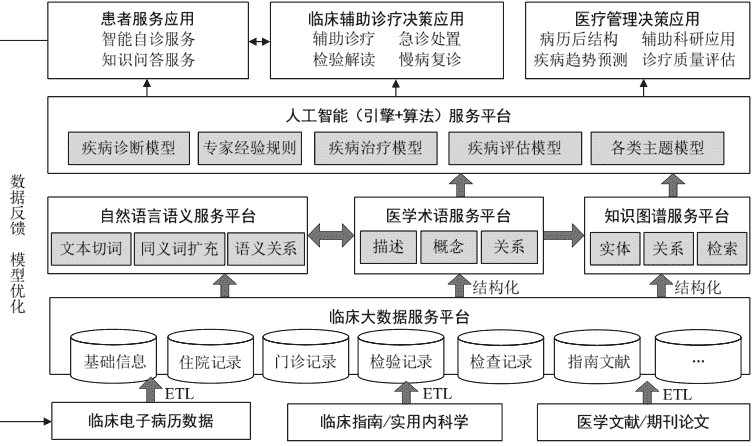 患者服务应用
智能自诊服务
知识问答服务
临床辅助诊疗决策应用
辅助诊疗 急诊处置
检验解读 慢病复诊
医疗管理决策应用
病历后结构 辅助科研应用
疾病趋势预测 诊疗质量评估
人工智能（引擎+算法）服务平台
疾病诊断模型 专家经验规则 疾病治疗模型 疾病评估模型 各类主题模型
数据反馈 模型优化
自然语言语义服务平台
文本切词 同义词扩充 语义关系
医学术语服务平台
描述 概念 关系
知识图谱服务平台
实体 关系 检索
结构化 结构化
临床大数据服务平台
基础信息 住院记录 门诊记录 检验记录 检查记录 指南文献 …
ETL ETL ETL
临床电子病历数据 临床指南/实用内科学 医学文献/期刊论文